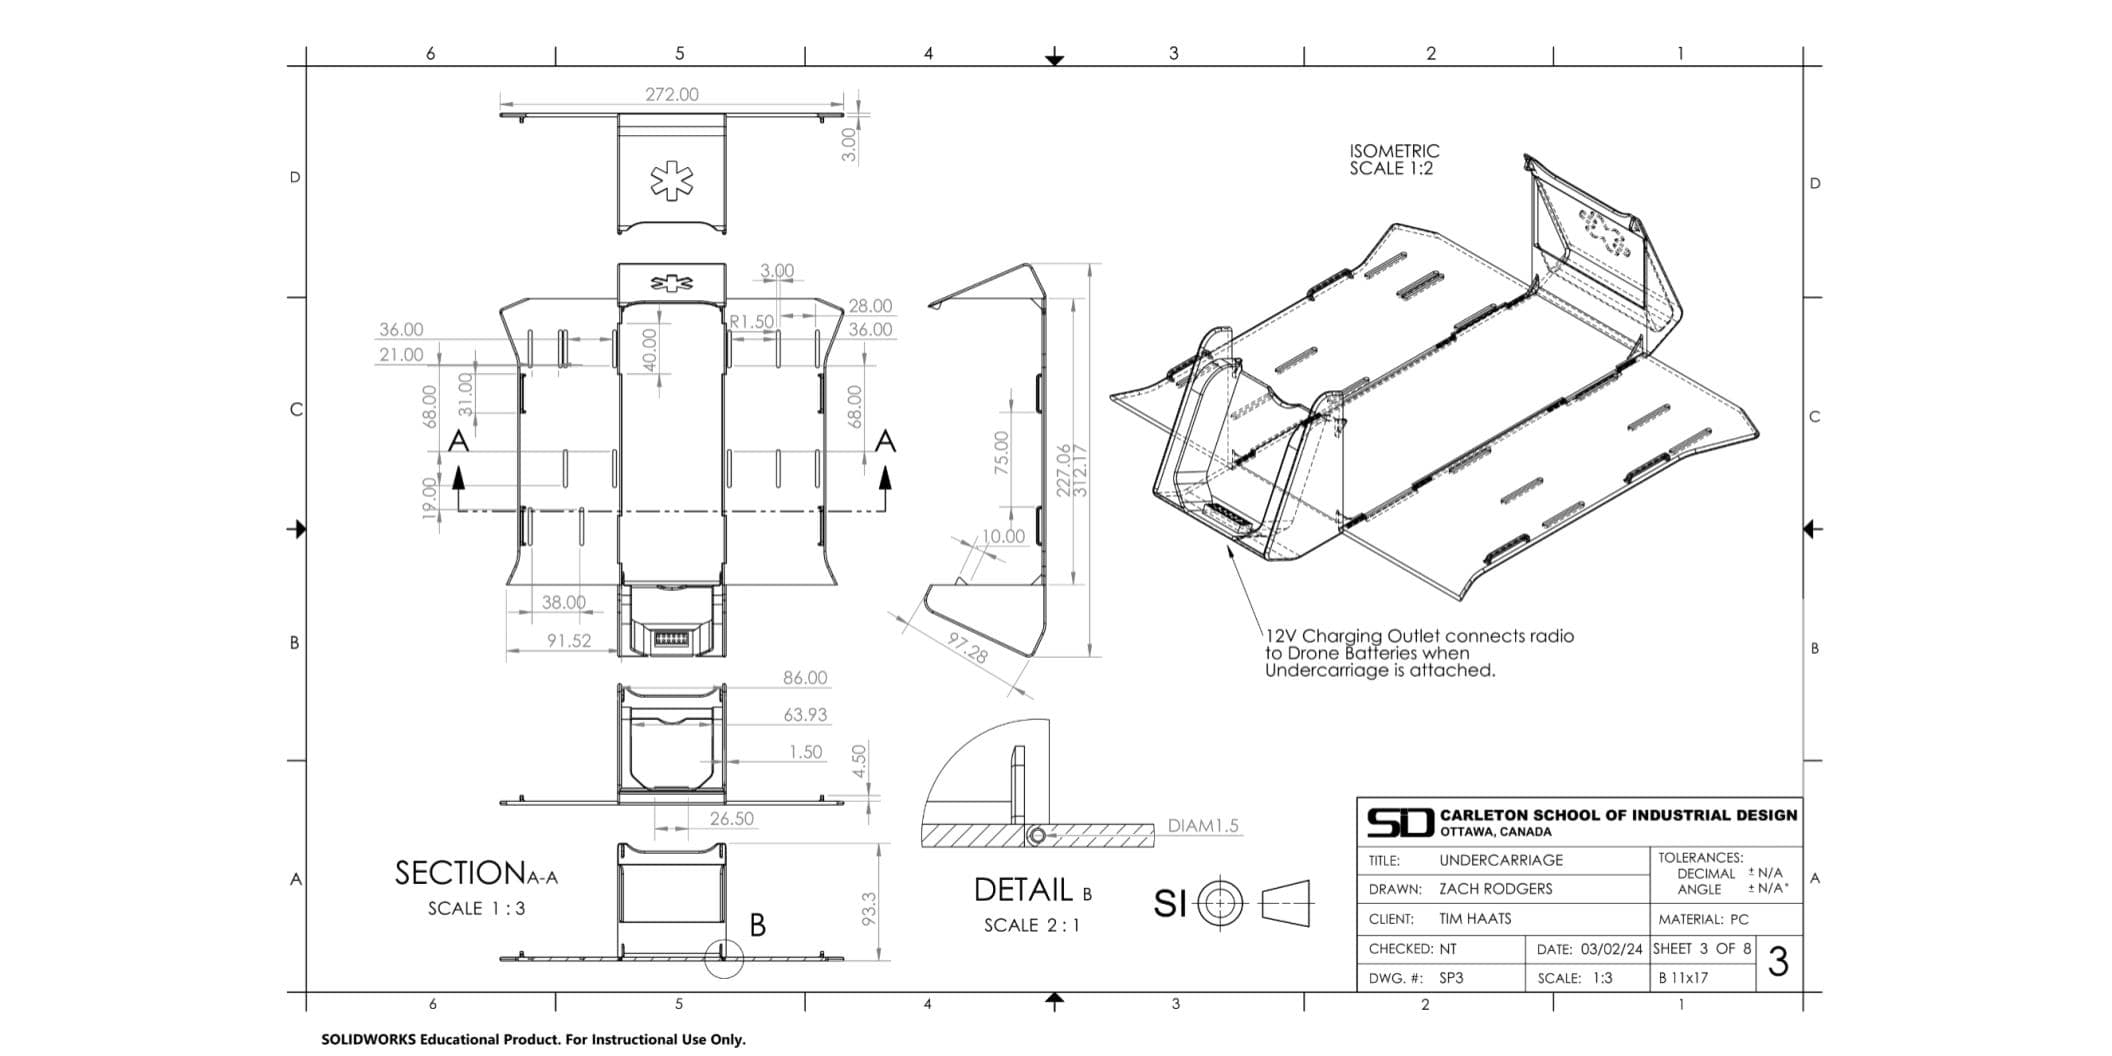 6 5 4 3 2 1
272.00
3.00
D
D
ISOMETRIC
SCALE 1:2
3.00
28.00
R1.50
36.00
36.00
40.00
21.00
31.00
68.00
68.00
C
C
A
A
19.00
75.00
227.06
312.17
10.00
38.00
91.52
97.28
B
B
12V Charging Outlet connects radio
to Drone Batteries when
Undercarriage is attached.
86.00
63.93
1.50
4.50
26.50
DIAM1.5
SECTION A-A
SCALE 1 : 3
93.3
B
DETAIL B
SCALE 2 : 1
SI
A
A
SD CARLETON SCHOOL OF INDUSTRIAL DESIGN
OTTAWA, CANADA
TITLE: UNDERCARRIAGE
TOLERANCES:
DECIMAL ± N/A
ANGLE ± N/A°
DRAWN: ZACH RODGERS
CLIENT: TIM HAATS
MATERIAL: PC
CHECKED: NT
DATE: 03/02/24
SHEET 3 OF 8
3
DWG. #: SP3
SCALE: 1:3
B 11x17
6 5 4 3 2 1
SOLIDWORKS Educational Product. For Instructional Use Only.